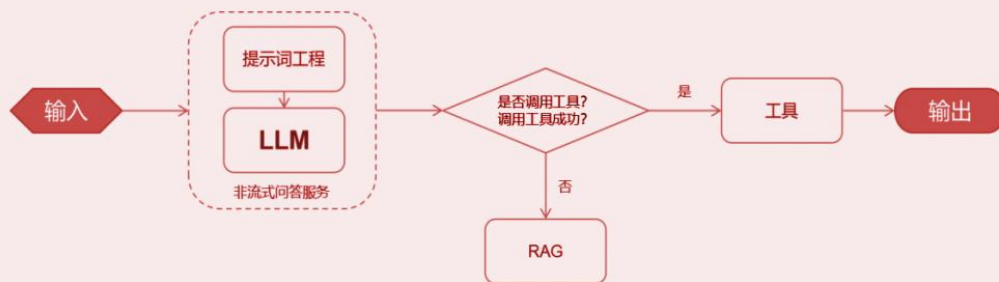 输入
提示词工程
LLM
非流式问答服务
是否调用工具?
调用工具成功?
是
工具
输出
否
RAG